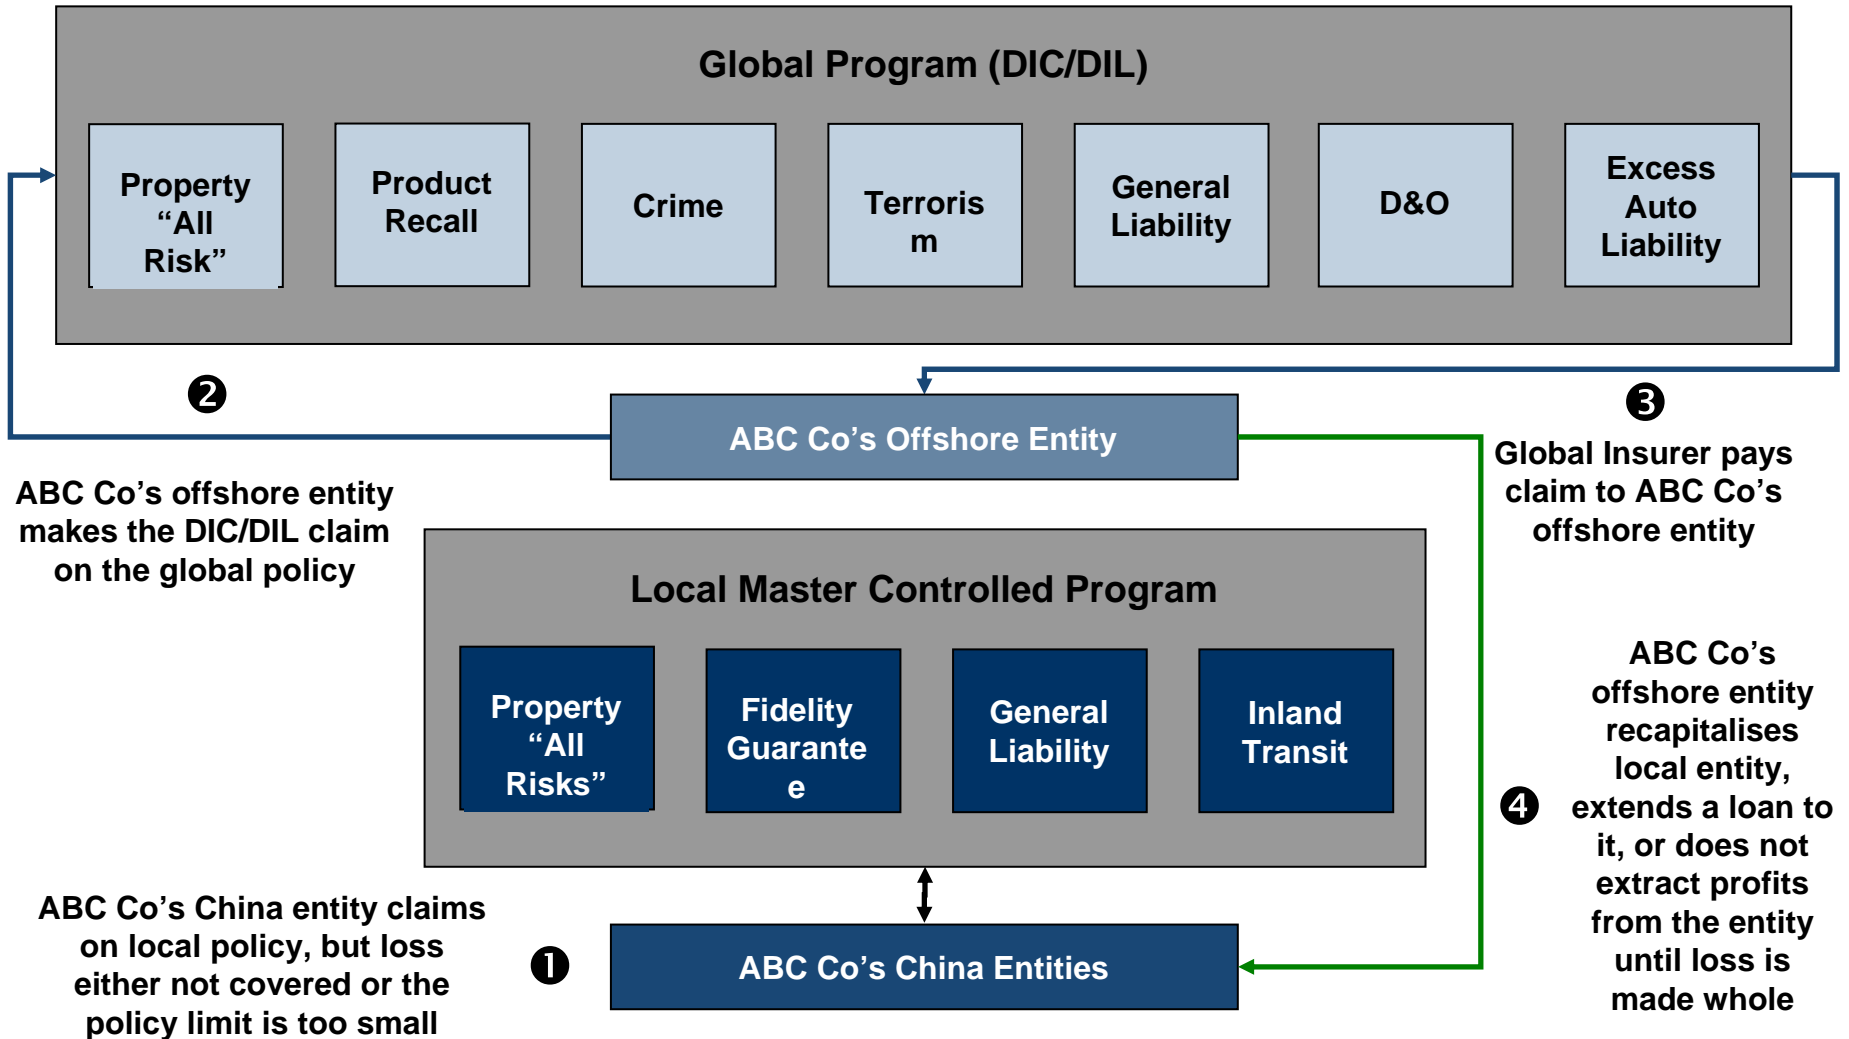 Global Program (DIC/DIL)
Property
“All
Risk”
Product
Recall
Crime
Terroris
m
General
Liability
D&O
Excess
Auto
Liability
❷
❸
ABC Co’s Offshore Entity
ABC Co’s offshore entity
makes the DIC/DIL claim
on the global policy
Global Insurer pays
claim to ABC Co’s
offshore entity
Local Master Controlled Program
Property
“All
Risks”
Fidelity
Guarante
e
General
Liability
Inland
Transit
❹
ABC Co’s
offshore entity
recapitalises
local entity,
extends a loan to
it, or does not
extract profits
from the entity
until loss is
made whole
ABC Co’s China entity claims
on local policy, but loss
either not covered or the
policy limit is too small
❶
ABC Co’s China Entities